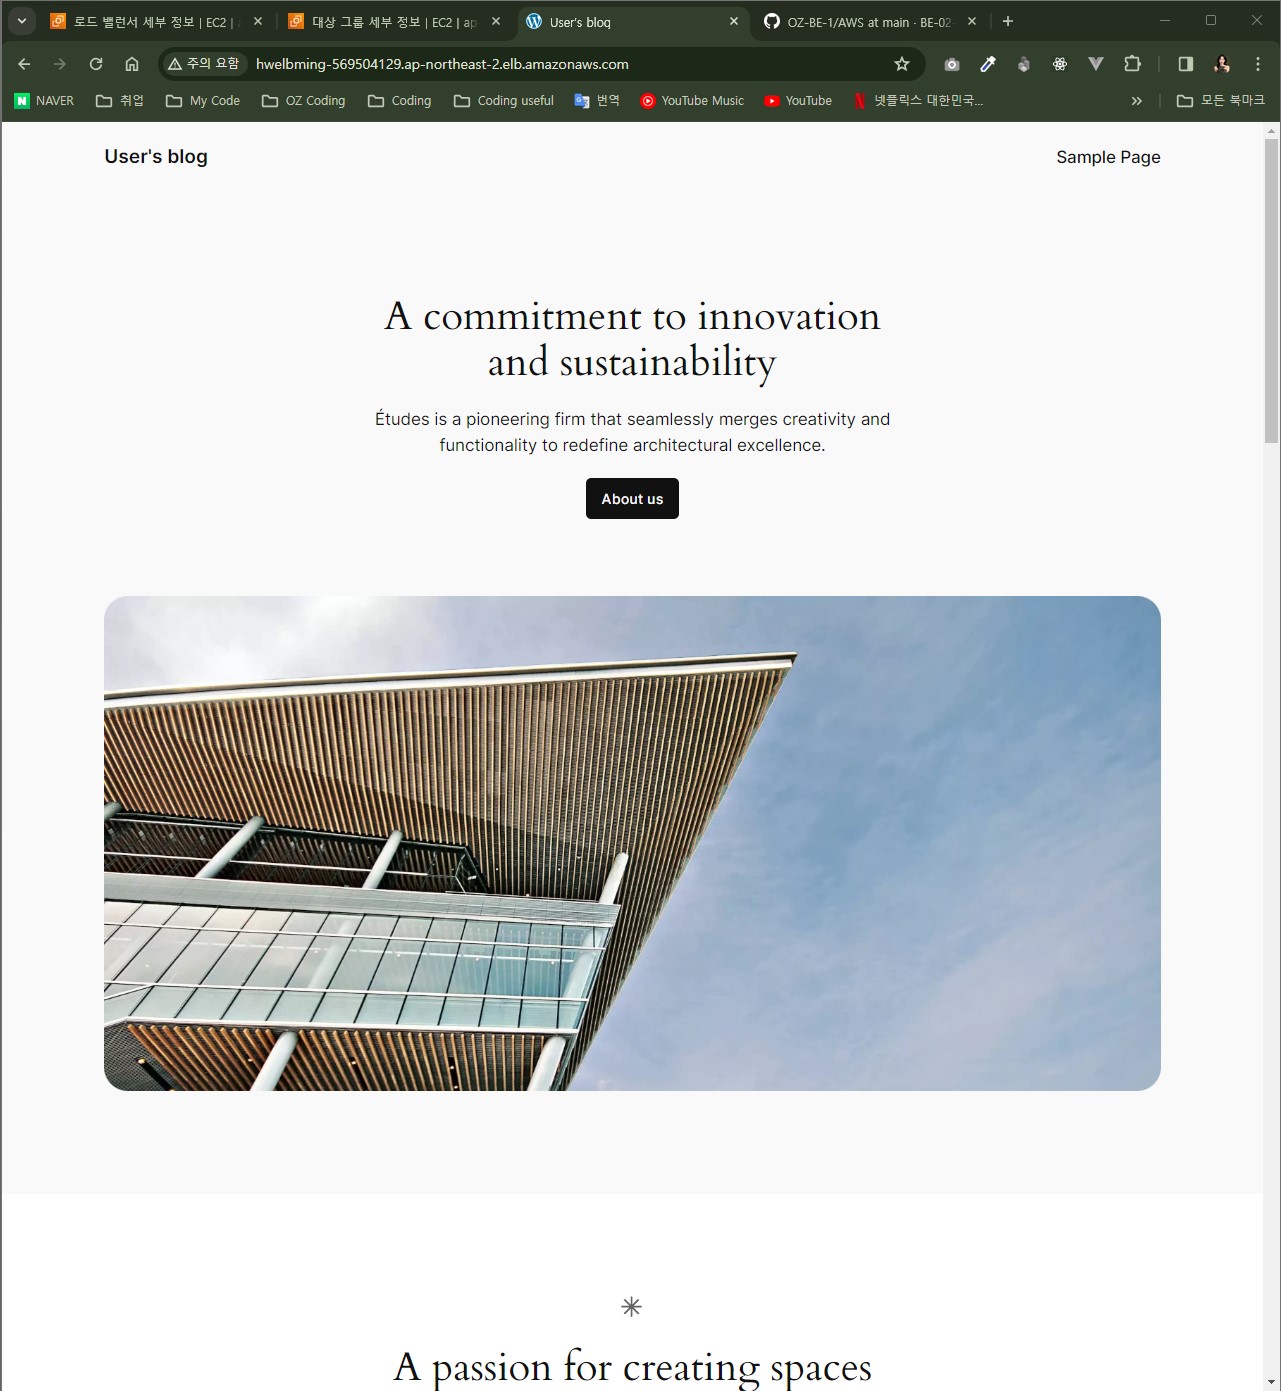 로드 밸런서 세부 정보 | EC2 |
대상 그룹 세부 정보 | EC2 | ap
User's blog
OZ-BE-1/AWS at main · BE-02
주의 요함
hwelbming-569504129.ap-northeast-2.elb.amazonaws.com
N NAVER
취업
My Code
OZ Coding
Coding
Coding useful
번역
YouTube Music
YouTube
넷플릭스 대한민국...
모든 북마크
User's blog
Sample Page
A commitment to innovation
and sustainability
Études is a pioneering firm that seamlessly merges creativity and
functionality to redefine architectural excellence.
About us
A passion for creating spaces